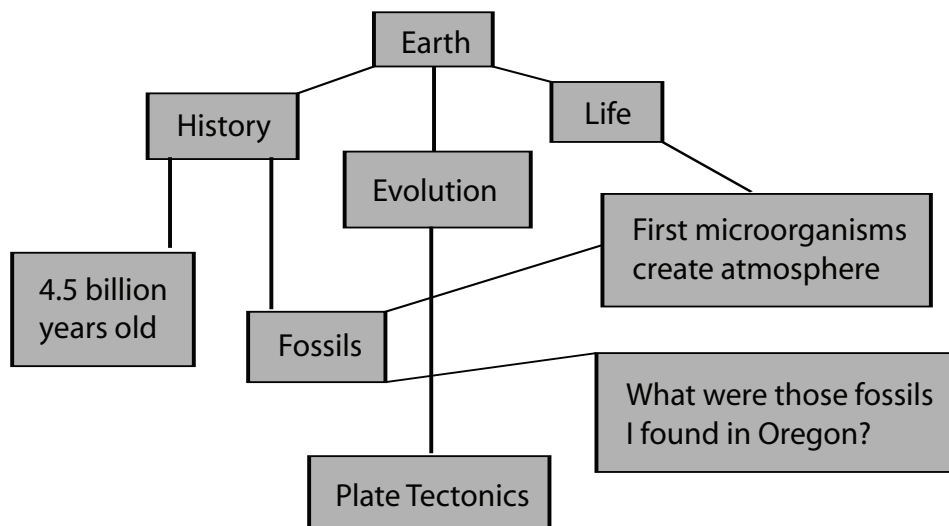 Earth
History
Life
Evolution
First microorganisms
create atmosphere
4.5 billion
years old
Fossils
What were those fossils
I found in Oregon?
Plate Tectonics